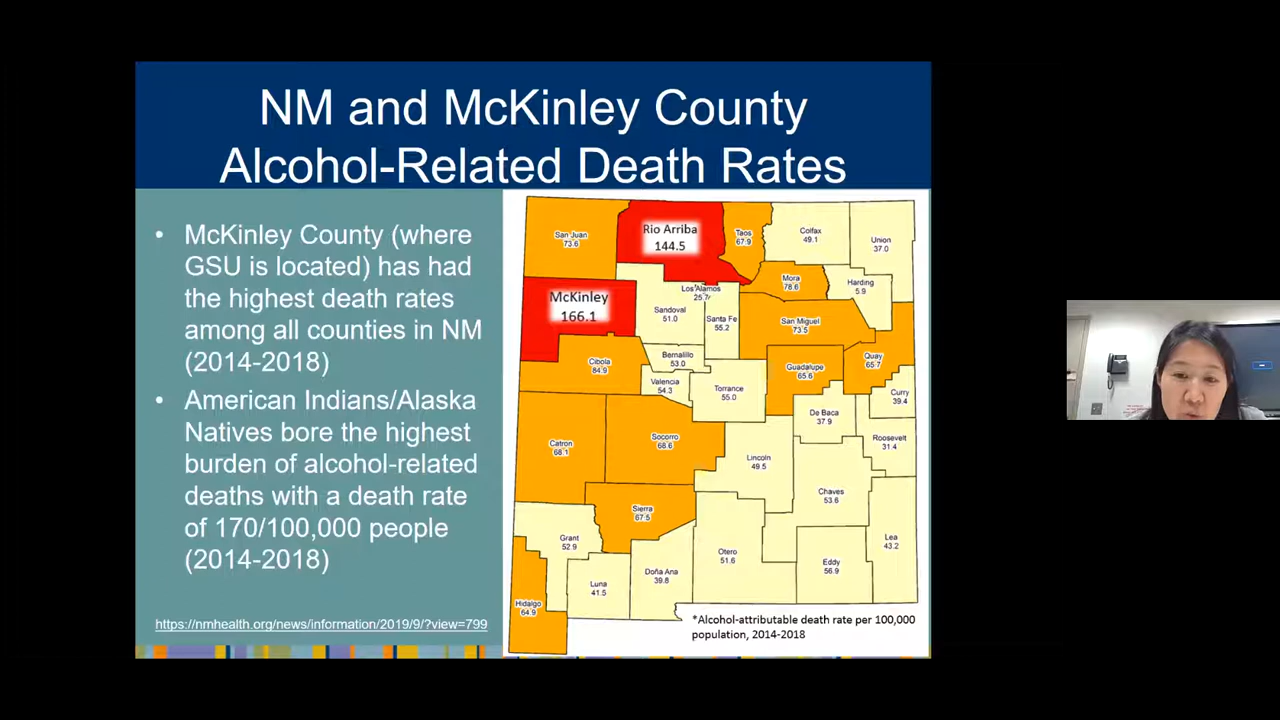 NM and McKinley County
Alcohol-Related Death Rates
• McKinley County (where
GSU is located) has had
the highest death rates
among all counties in NM
(2014-2018)
• American Indians/Alaska
Natives bore the highest
burden of alcohol-related
deaths with a death rate
of 170/100,000 people
(2014-2018)
https://nmhealth.org/news/information/2019/9/?view=799
San Juan
73.6
Rio Arriba
144.5
Taos
67.9
Colfax
49.1
Union
37.0
Mora
78.6
Harding
5.9
McKinley
166.1
Los Alamos
25.7
Sandoval
51.0
Santa Fe
55.2
San Miguel
73.5
Cibola
84.9
Bernalillo
53.0
Guadalupe
65.6
Quay
65.7
Valencia
54.3
Torrance
55.0
Curry
39.4
De Baca
37.9
Catron
68.1
Socorro
66.6
Roosevelt
31.4
Lincoln
49.5
Chaves
53.6
Sierra
67.5
Grant
52.9
Otero
51.6
Lea
43.2
Eddy
56.9
Doña Ana
39.8
Luna
41.5
Hidalgo
64.9
*Alcohol-attributable death rate per 100,000
population, 2014-2018